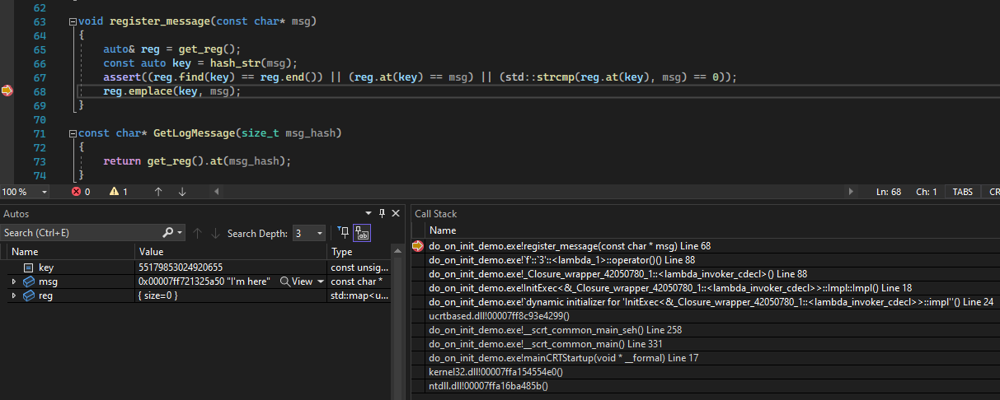 62
63 void register_message(const char* msg)
64 {
65 auto& reg = get_reg();
66 const auto key = hash_str(msg);
67 assert((reg.find(key) == reg.end()) || (reg.at(key) == msg) || (std::strcmp(reg.at(key), msg) == 0));
68 reg.emplace(key, msg);
69 }
70
71 const char* GetLogMessage(size_t msg_hash)
72 {
73 return get_reg().at(msg_hash);
74 }
100 % 0 1 Ln: 68 Ch: 1 TABS CR
Autos
Search (Ctrl+E) Search Depth: 3
Name Value Type
key 55179853024920655 const unsig...
msg 0x00007ff721325a50 "I'm here" View const char *
reg { size=0 } std::map<u...
Call Stack
Name
do_on_init_demo.exe!register_message(const char * msg) Line 68
do_on_init_demo.exe!`f'::`3'::<lambda_1>::operator()() Line 88
do_on_init_demo.exe!_Closure_wrapper_42050780_1::<lambda_invoker_cdecl>() Line 88
do_on_init_demo.exe!InitExec<&_Closure_wrapper_42050780_1::<lambda_invoker_cdecl>>::Impl::Impl() Line 18
do_on_init_demo.exe!`dynamic initializer for 'InitExec<&_Closure_wrapper_42050780_1::<lambda_invoker_cdecl>>::impl''() Line 24
ucrtbased.dll!00007ff8c93e4299()
do_on_init_demo.exe!__scrt_common_main_seh() Line 258
do_on_init_demo.exe!__scrt_common_main() Line 331
do_on_init_demo.exe!mainCRTStartup(void * __formal) Line 17
kernel32.dll!00007ffa154554e0()
ntdll.dll!00007ffa16ba485b()